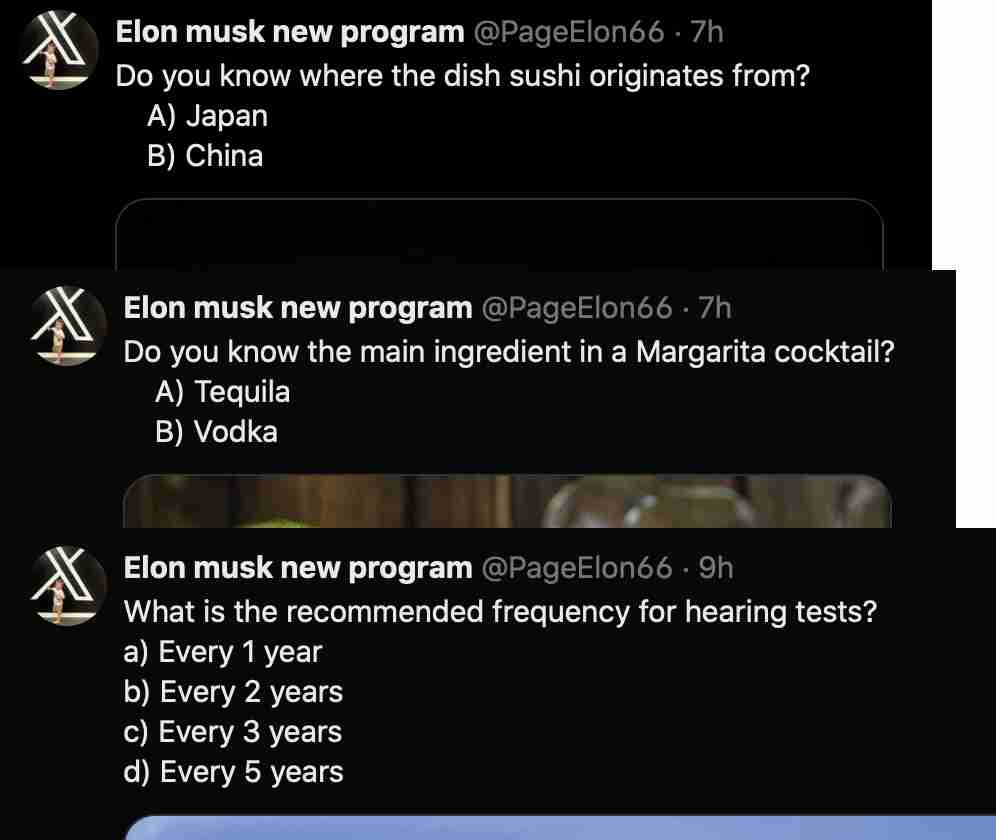 Elon musk new program @PageElon66 · 7h
Do you know where the dish sushi originates from?
A) Japan
B) China
Elon musk new program @PageElon66 · 7h
Do you know the main ingredient in a Margarita cocktail?
A) Tequila
B) Vodka
Elon musk new program @PageElon66 · 9h
What is the recommended frequency for hearing tests?
a) Every 1 year
b) Every 2 years
c) Every 3 years
d) Every 5 years